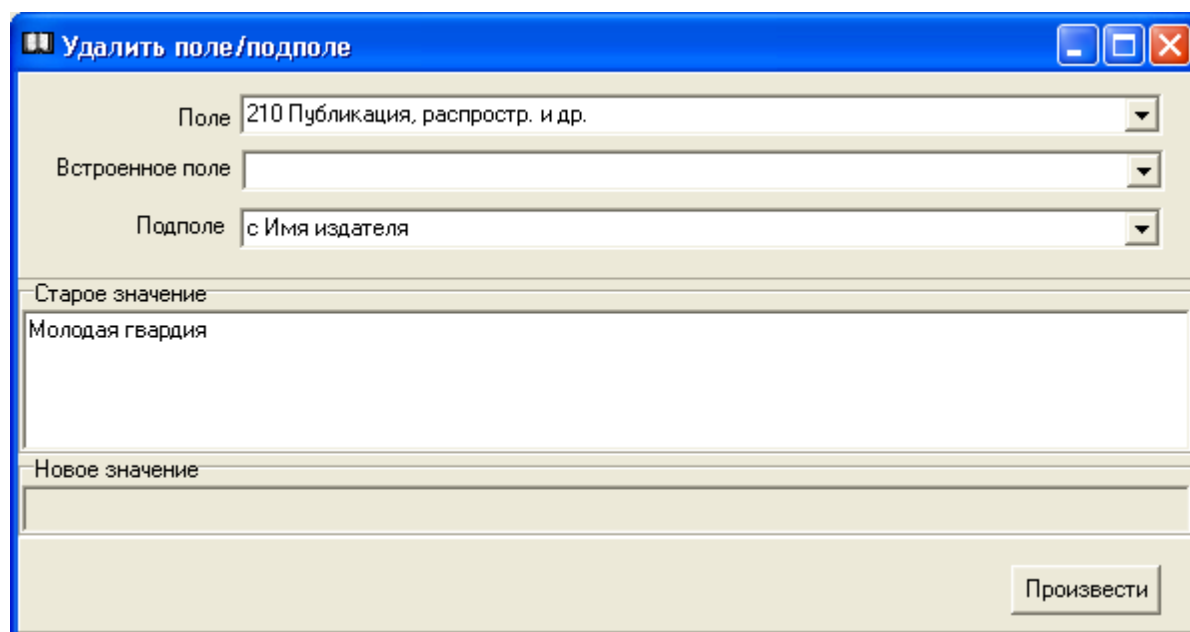 Удалить поле/подполе
Поле 210 Публикация, распростр. и др.
Встроенное поле
Подполе с Имя издателя
Старое значение
Молодая гвардия
Новое значение
Произвести